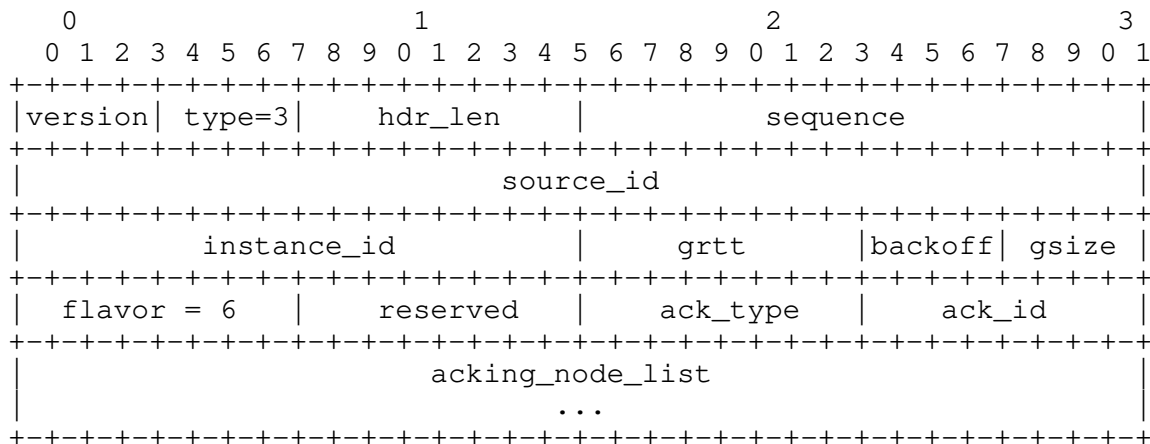 0                   1                   2                   3
    0 1 2 3 4 5 6 7 8 9 0 1 2 3 4 5 6 7 8 9 0 1 2 3 4 5 6 7 8 9 0 1
   +-+-+-+-+-+-+-+-+-+-+-+-+-+-+-+-+-+-+-+-+-+-+-+-+-+-+-+-+-+-+-+-+
   |version| type=3|    hdr_len    |          sequence             |
   +-+-+-+-+-+-+-+-+-+-+-+-+-+-+-+-+-+-+-+-+-+-+-+-+-+-+-+-+-+-+-+-+
   |                           source_id                           |
   +-+-+-+-+-+-+-+-+-+-+-+-+-+-+-+-+-+-+-+-+-+-+-+-+-+-+-+-+-+-+-+-+
   |          instance_id          |     grtt      |backoff| gsize |
   +-+-+-+-+-+-+-+-+-+-+-+-+-+-+-+-+-+-+-+-+-+-+-+-+-+-+-+-+-+-+-+-+
   |  flavor = 6   |    reserved   |    ack_type   |    ack_id     |
   +-+-+-+-+-+-+-+-+-+-+-+-+-+-+-+-+-+-+-+-+-+-+-+-+-+-+-+-+-+-+-+-+
   |                       acking_node_list                        |
   |                              ...                              |
   +-+-+-+-+-+-+-+-+-+-+-+-+-+-+-+-+-+-+-+-+-+-+-+-+-+-+-+-+-+-+-+-+